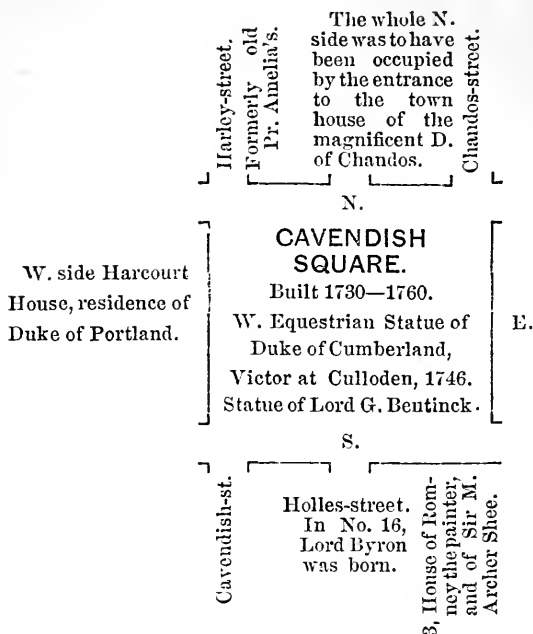 Harley-street.
Formerly old
Pr. Amelia's.
The whole N.
side was to have
been occupied
by the entrance
to the town
house of the
magnificent D.
of Chandos.
Chandos-street.
N.
W. side Harcourt
House, residence of
Duke of Portland.
CAVENDISH
SQUARE.
Built 1730—1760.
W. Equestrian Statue of
Duke of Cumberland,
Victor at Culloden, 1746.
Statue of Lord G. Beutinck.
E.
S.
Cavendish-st.
Holles-street.
In No. 16,
Lord Byron
was born.
House of Rom-
ney the painter,
and of Sir M.
Archer Shee.